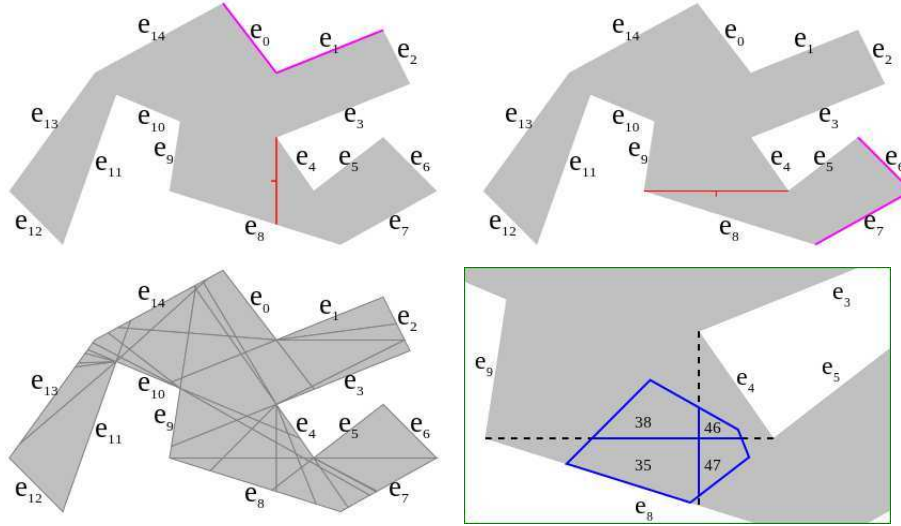 e₁₄ e₀ e₁ e₂
e₁₃ e₁₀ e₃
e₁₁ e₉ e₄ e₅ e₆
e₁₂ e₈ e₇
e₁₄ e₀ e₁ e₂
e₁₃ e₁₀ e₃
e₁₁ e₉ e₄ e₅ e₆
e₁₂ e₈ e₇
e₁₄ e₀ e₁ e₂
e₁₃ e₁₀ e₃
e₁₁ e₉ e₄ e₅ e₆
e₁₂ e₈ e₇
e₃
e₉ e₄ e₅
38 46
35 47
e₈